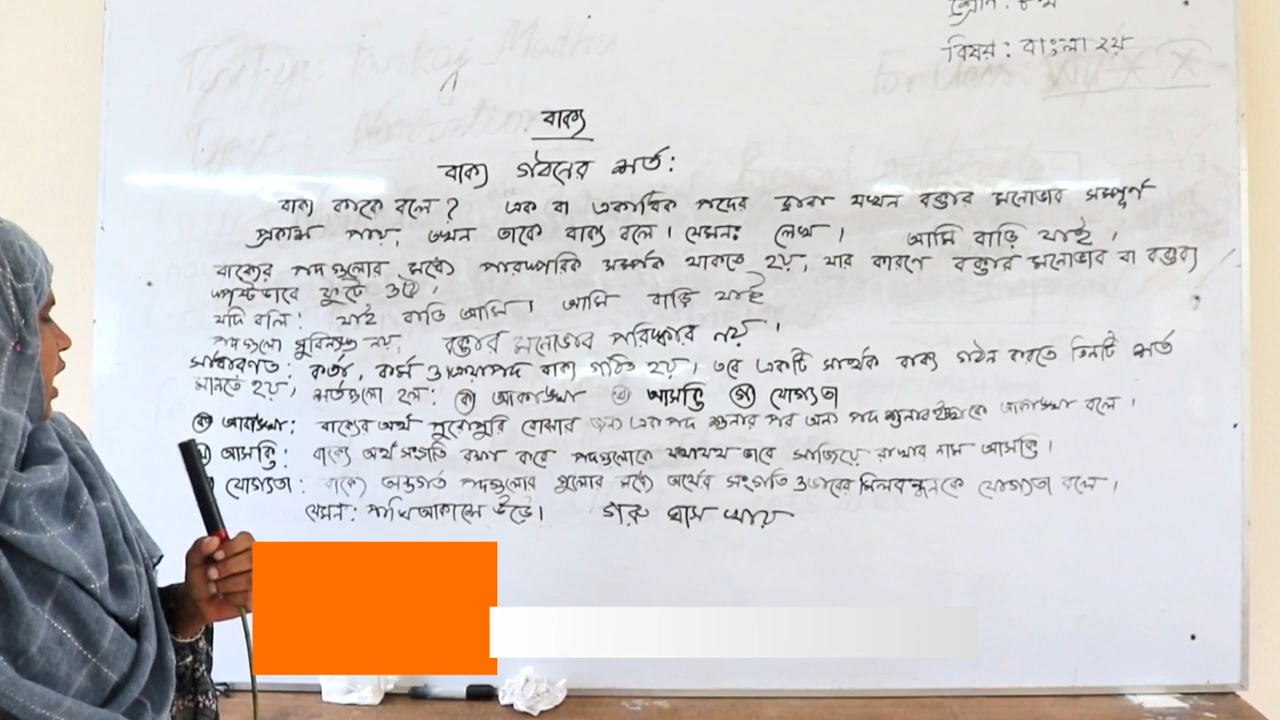 শ্রেণি: ৮ম
বিষয়: বাংলা ২য়
বাক্য
বাক্য গঠনের শর্ত:
বাক্য কাকে বলে? এক বা একাধিক পদের দ্বারা যখন বক্তার মনোভাব সম্পূর্ণ
প্রকাশ পায়, তখন তাকে বাক্য বলে। যেমনঃ লেখ। আমি বাড়ি যাই।
বাক্যের পদ গুলোর মধ্যে পারস্পরিক সম্পর্ক থাকতে হয়, যার কারণে বক্তার মনোভাব বা বক্তব্য
স্পষ্ট ভাবে ফুটে ওঠে।
যদি বলি: যাই বাড়ি আমি। আমি বাড়ি যাই
পদগুলো সুবিন্যস্ত নয়, বক্তার মনোভাব পরিষ্কার নয়।
সাধারণত: কর্তা, কর্ম ও ক্রিয়াপদ বাক্য গঠিত হয়। তবে একটি সার্থক বাক্য গঠন করতে তিনটি শর্ত
মানতে হয়, শর্তগুলো হল: (ক) আকাঙ্খা (খ) আসত্তি (গ) যোগ্যতা
(ক) আকাঙ্খা: বাক্যের অর্থ পুরোপুরি বোঝার জন্য এক পদ শুনার পর অন্য পদ শুনার ইচ্ছাকে আকাঙ্খা বলে।
আসত্তি: বাক্যে অর্থ সংগতি রক্ষা করে পদগুলোকে যথাযথ ভাবে সাজিয়ে রাখার নাম আসত্তি।
যোগ্যতা: বাক্যে অন্তর্গত পদগুলোর গুলোর মধ্যে অর্থের সংগতি ও ভাবের মিলবন্ধনকে যোগ্যতা বলে।
যেমন: পাখি আকাশে উড়ে। গরু ঘাস খায়